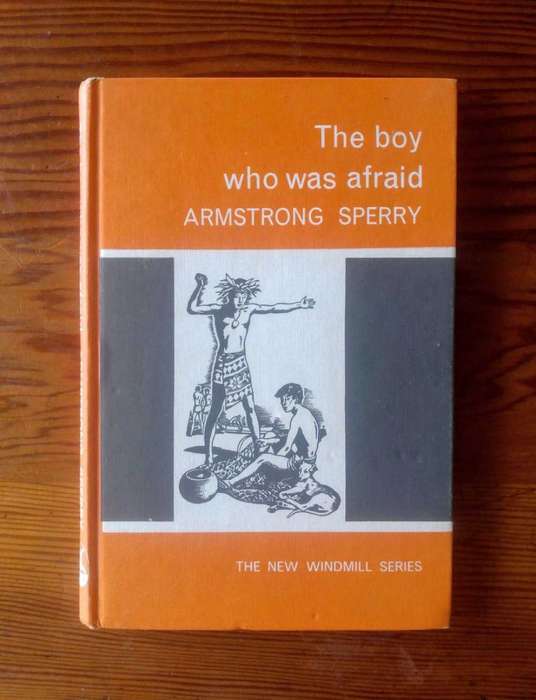 The boy
who was afraid
ARMSTRONG SPERRY
THE NEW WINDMILL SERIES